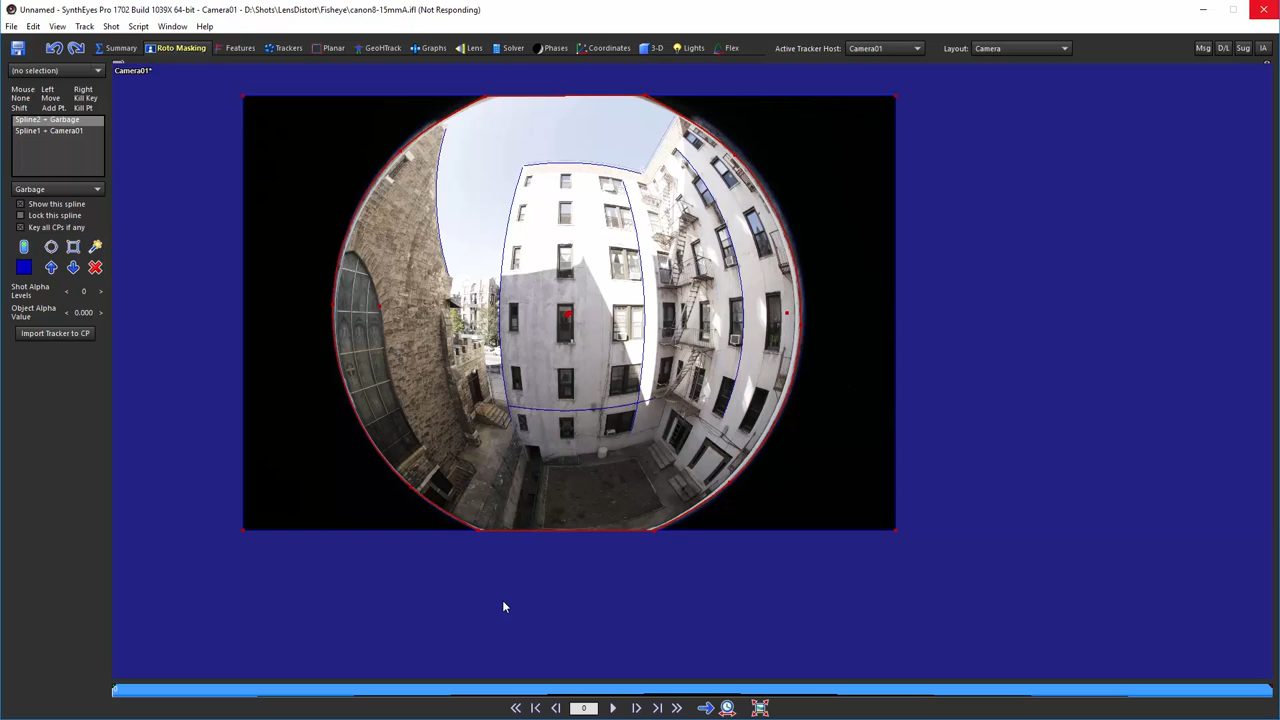 Unnamed - SynthEyes Pro 1702 Build 1039X 64-bit - Camera01 - D:\Shots\LensDistort\Fisheye\canon8-15mmA.ifl (Not Responding)
File Edit View Track Shot Script Window Help
Summary Roto Masking Features Trackers Planar GeoHTrack Graphs Lens Solver Phases Coordinates 3-D Lights Flex Active Tracker Host: Camera01 Layout: Camera Msg D/L Sug IA
(no selection) Camera01*
Mouse Left Right
None Move Kill Key
Shift Add Pt. Kill Pt
Spline2 + Garbage
Spline1 + Camera01
Garbage
Show this spline
Lock this spline
Key all CPs if any
Shot Alpha Levels < 0 >
Object Alpha Value < 0.000 >
Import Tracker to CP
0
0